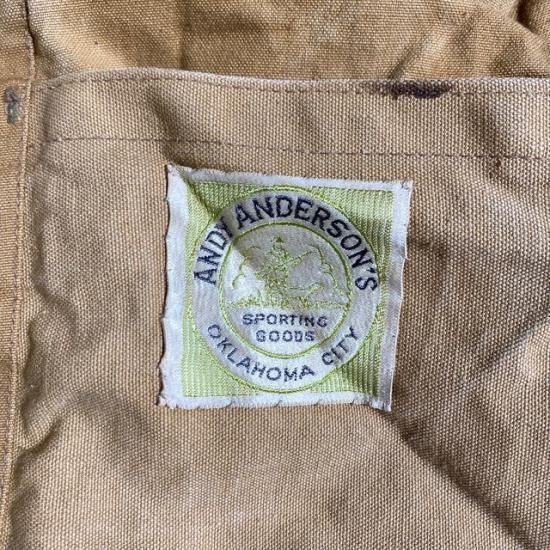 ANDY ANDERSON'S
SPORTING
GOODS
OKLAHOMA CITY